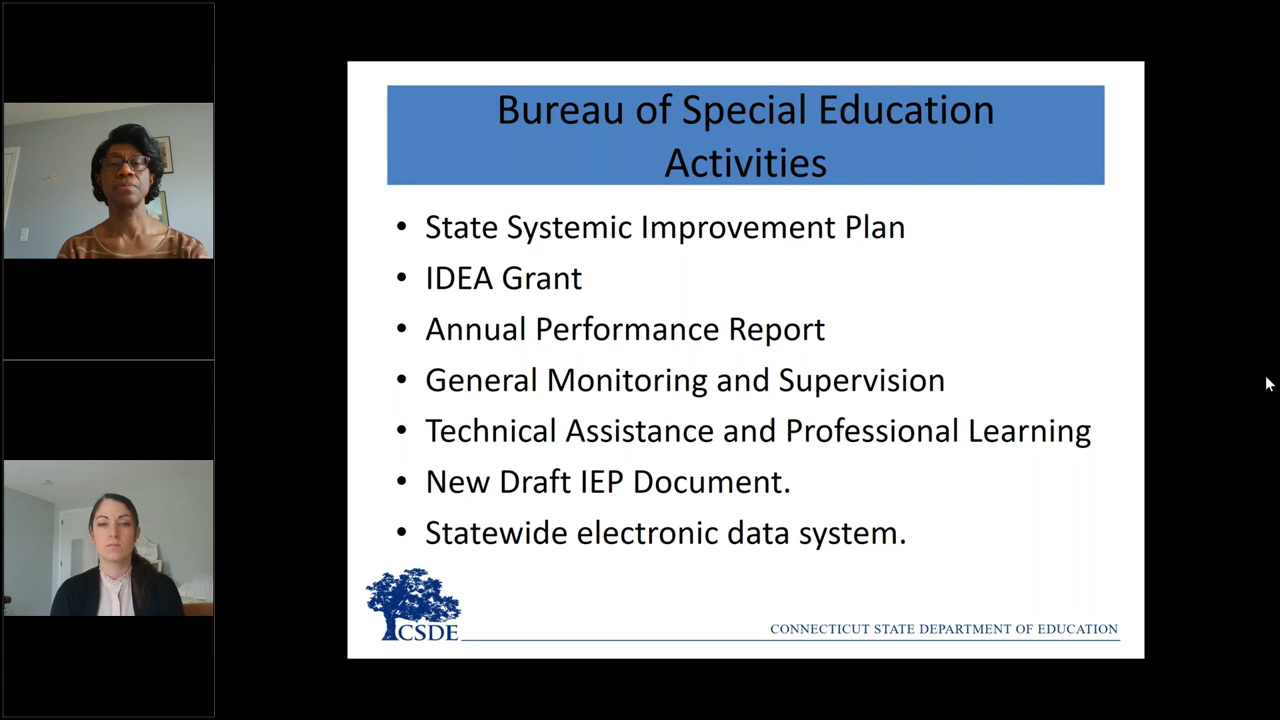 Bureau of Special Education
Activities
• State Systemic Improvement Plan
• IDEA Grant
• Annual Performance Report
• General Monitoring and Supervision
• Technical Assistance and Professional Learning
• New Draft IEP Document.
• Statewide electronic data system.
CSDE
CONNECTICUT STATE DEPARTMENT OF EDUCATION